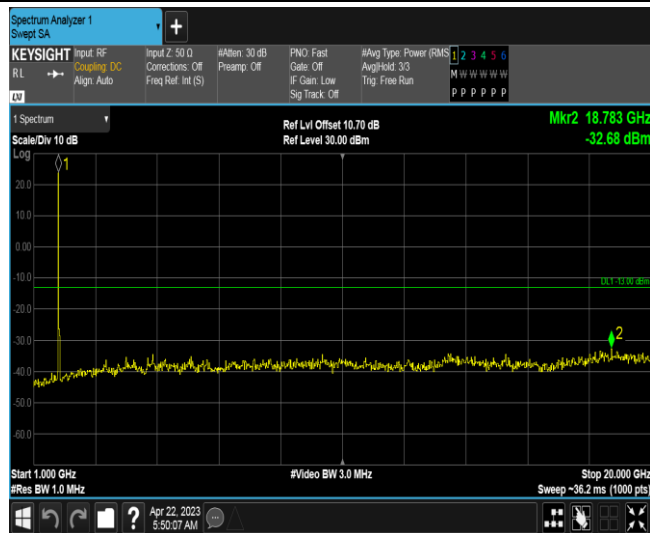 Spectrum Analyzer 1
Swept SA
+
KEYSIGHT Input: RF Input Z: 50 Ω #Atten: 30 dB PNO: Fast #Avg Type: Power (RMS 1 2 3 4 5 6
RL Coupling: DC Corrections: Off Preamp: Off Gate: Off Avg|Hold: 3/3 M W W W W W
Align: Auto Freq Ref: Int (S) IF Gain: Low Trig: Free Run
Sig Track: Off P P P P P P
LXI
1 Spectrum Ref Lvl Offset 10.70 dB Mkr2 18.783 GHz
Scale/Div 10 dB Ref Level 30.00 dBm -32.68 dBm
Log
1
20.0
10.0
0.00
-10.0
DL1 -13.00 dBm
-20.0
-30.0
2
-40.0
-50.0
-60.0
Start 1.000 GHz #Video BW 3.0 MHz Stop 20.000 GHz
#Res BW 1.0 MHz Sweep ~36.2 ms (1000 pts)
? Apr 22, 2023
5:50:07 AM